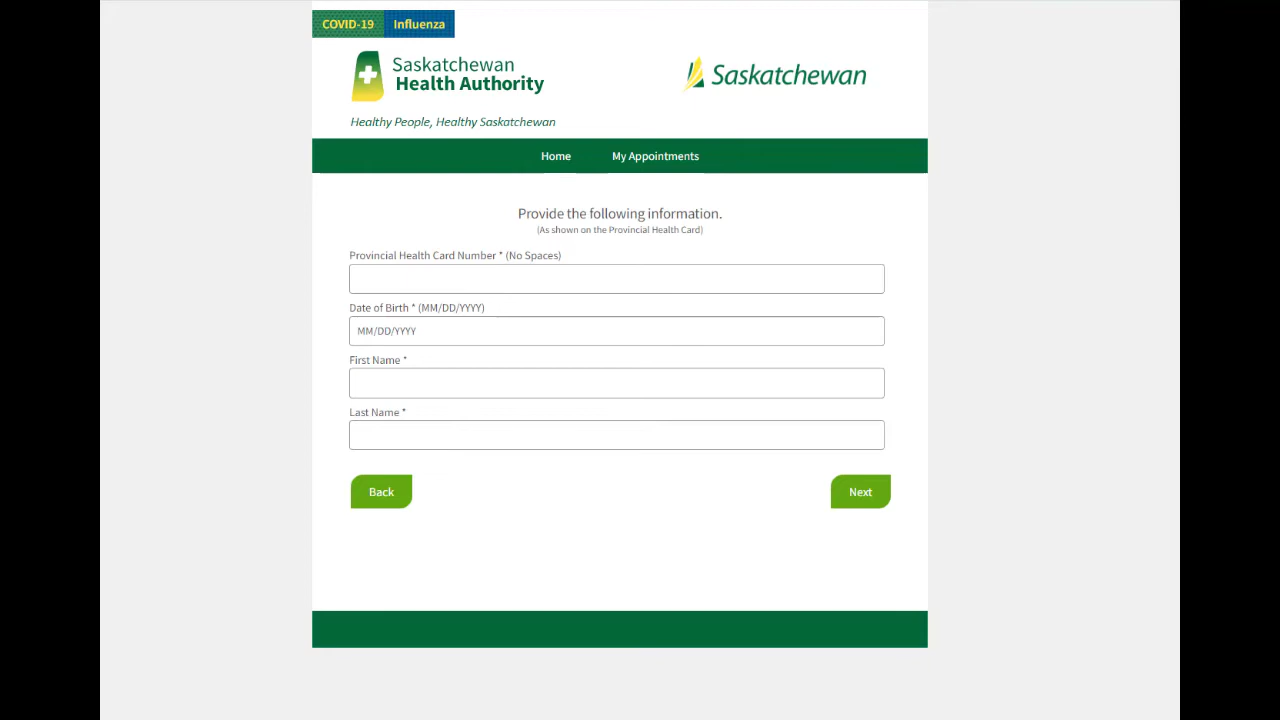 COVID-19 Influenza
Saskatchewan
Health Authority
Saskatchewan
Healthy People, Healthy Saskatchewan
Home My Appointments
Provide the following information.
(As shown on the Provincial Health Card)
Provincial Health Card Number * (No Spaces)
Date of Birth * (MM/DD/YYYY)
MM/DD/YYYY
First Name *
Last Name *
Back Next